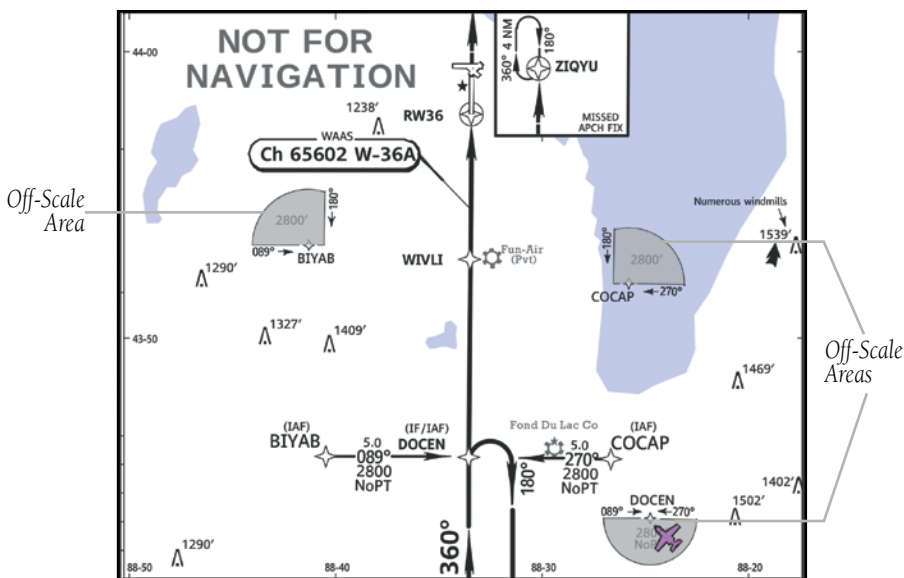 44-00
NOT FOR
NAVIGATION
360° 4 NM
180°
ZIQYU
MISSED
APCH FIX
RW36
1238'
WAAS
Ch 65602 W-36A
Off-Scale
Area
2800'
180°
089°
BIYAB
Numerous windmills
1539'
180°
2800'
270°
COCAP
WIVLI
Fun-Air
(Pvt)
1290'
1327'
1409'
43-50
Off-Scale
Areas
1469'
(IAF)
BIYAB
5.0
089°
2800
NoPT
(IF/IAF)
DOCEN
Fond Du Lac Co
5.0
270°
2800
NoPT
(IAF)
COCAP
180°
360°
1402'
1502'
DOCEN
089°
270°
1290'
88-50
88-40
88-30
88-20